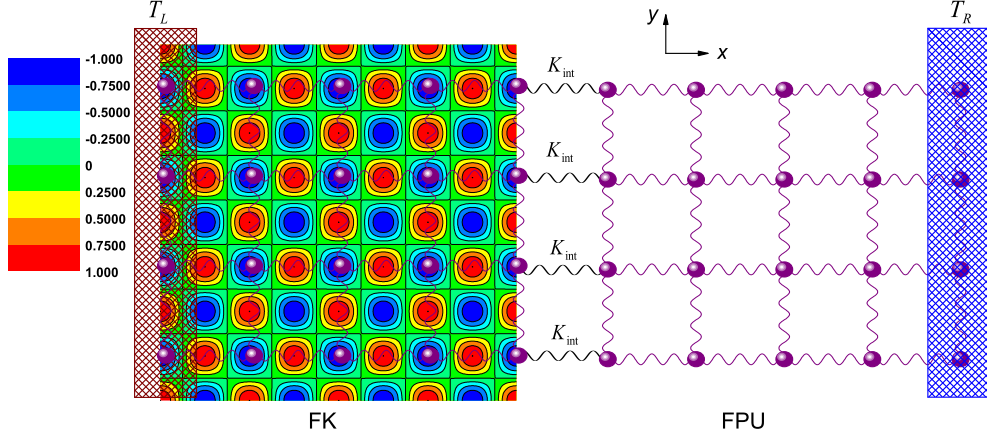 T_L
T_R
y
x
-1.000
-0.7500
-0.5000
-0.2500
0
0.2500
0.5000
0.7500
1.000
K_int
K_int
K_int
K_int
FK
FPU